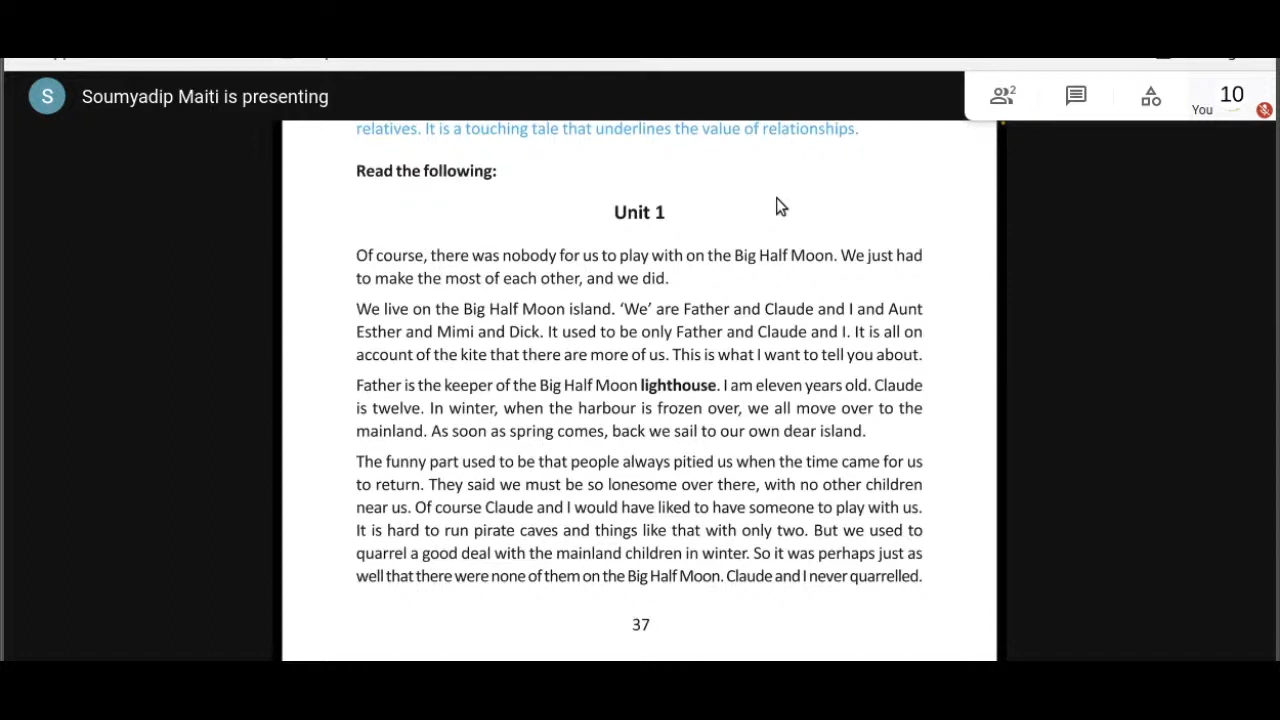 S
Soumyadip Maiti is presenting
2
You
10
relatives. It is a touching tale that underlines the value of relationships.
Read the following:
Unit 1
Of course, there was nobody for us to play with on the Big Half Moon. We just had
to make the most of each other, and we did.
We live on the Big Half Moon island. ‘We’ are Father and Claude and I and Aunt
Esther and Mimi and Dick. It used to be only Father and Claude and I. It is all on
account of the kite that there are more of us. This is what I want to tell you about.
Father is the keeper of the Big Half Moon lighthouse. I am eleven years old. Claude
is twelve. In winter, when the harbour is frozen over, we all move over to the
mainland. As soon as spring comes, back we sail to our own dear island.
The funny part used to be that people always pitied us when the time came for us
to return. They said we must be so lonesome over there, with no other children
near us. Of course Claude and I would have liked to have someone to play with us.
It is hard to run pirate caves and things like that with only two. But we used to
quarrel a good deal with the mainland children in winter. So it was perhaps just as
well that there were none of them on the Big Half Moon. Claude and I never quarrelled.
37